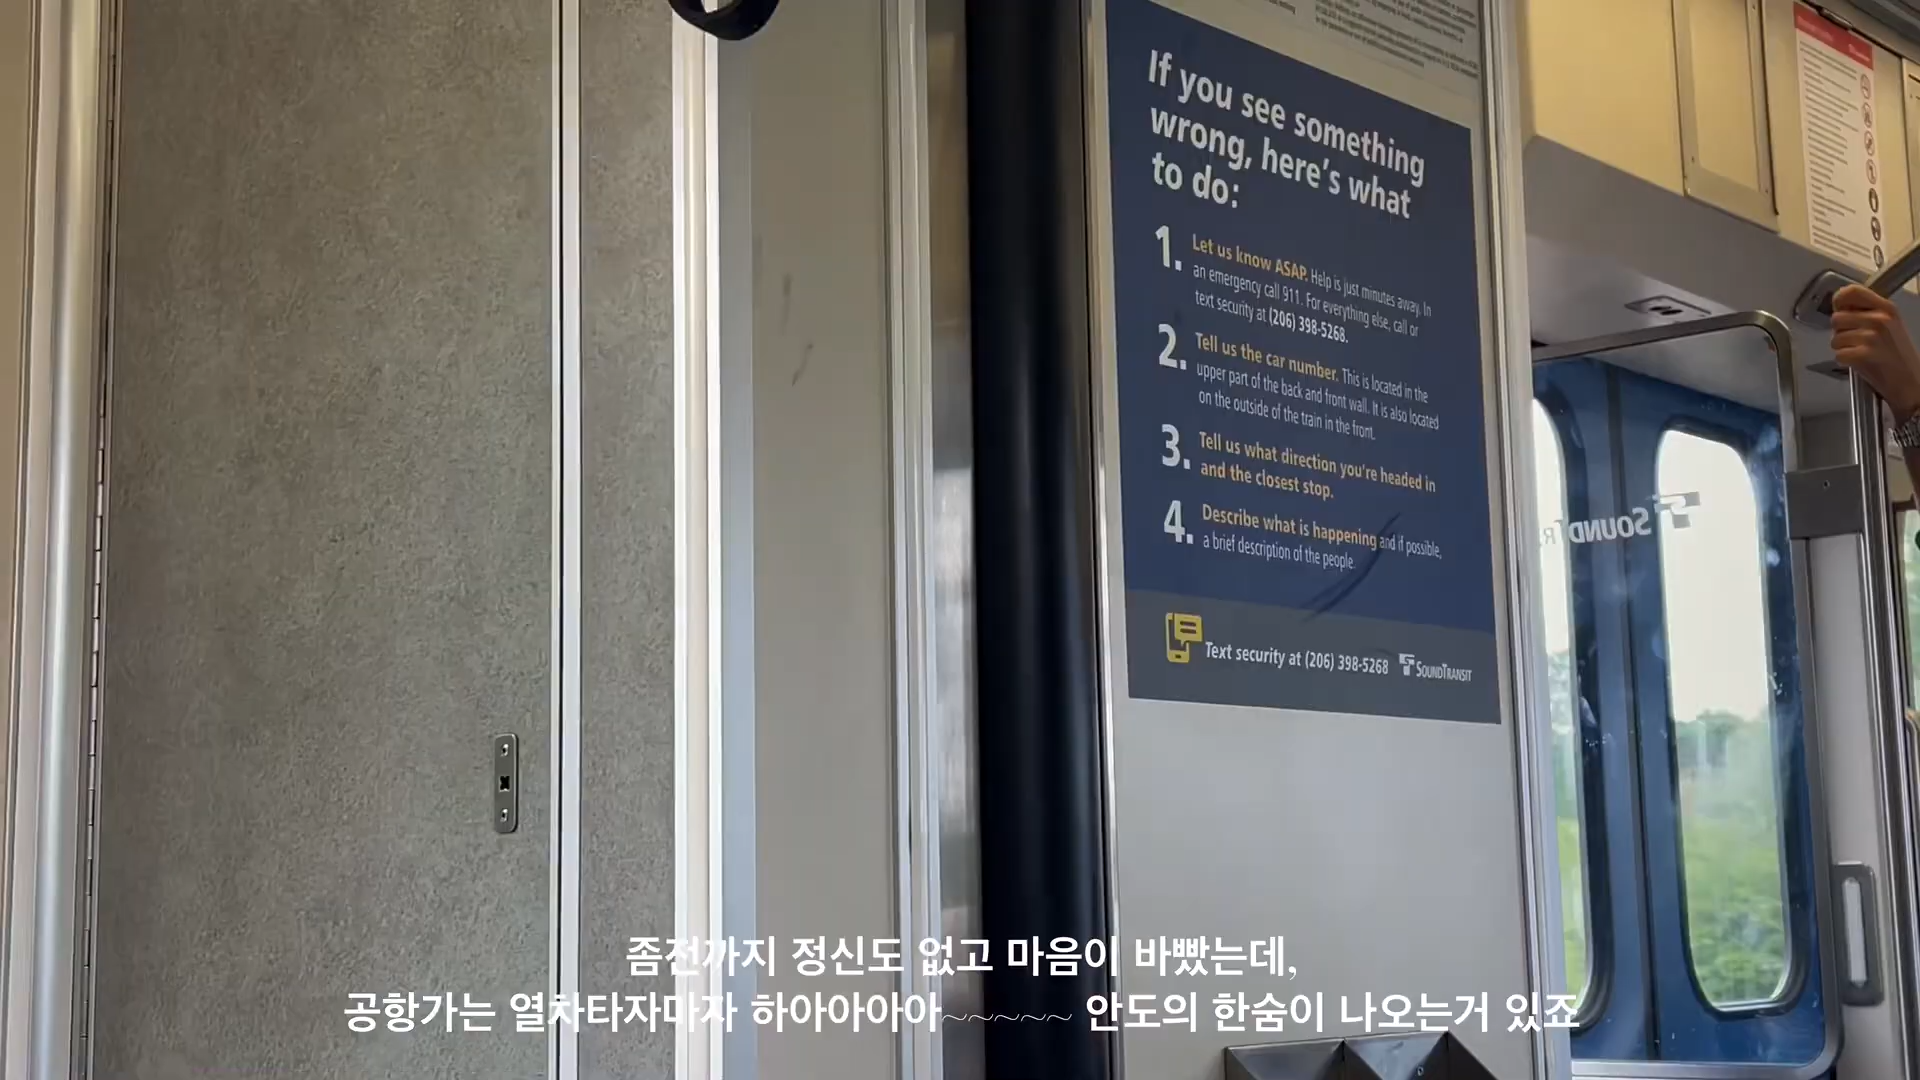 If you see something
wrong, here's what
to do:
1. Let us know ASAP. Help is just minutes away. In
an emergency call 911. For everything else, call or
text security at (206) 398-5268.
2. Tell us the car number. This is located in the
upper part of the back and front wall. It is also located
on the outside of the train in the front.
3. Tell us what direction you're headed in
and the closest stop.
4. Describe what is happening and if possible,
a brief description of the people.
Text security at (206) 398-5268 SOUNDTRANSIT
좀전까지 정신도 없고 마음이 바빴는데,
공항가는 열차타자마자 하아아아아~~~~~ 안도의 한숨이 나오는거 있죠